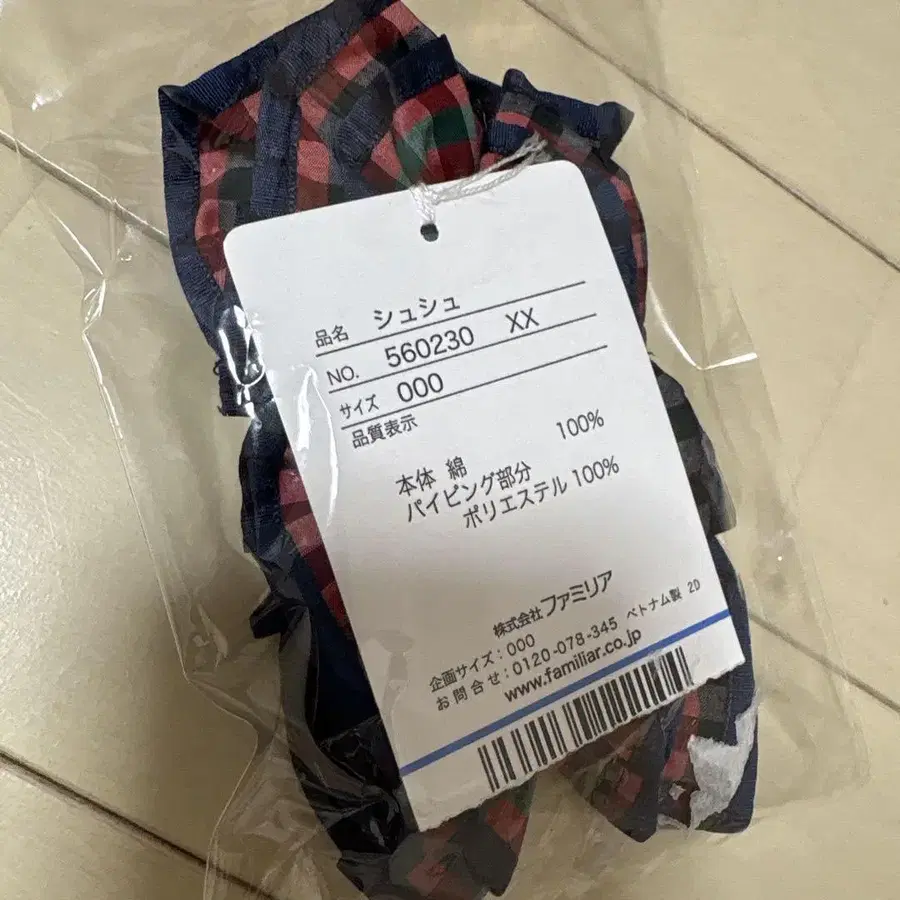 品名 シュシュ
NO. 560230 XX
サイズ 000
品質表示
本体 綿 100%
パイピング部分
ポリエステル 100%
株式会社 ファミリア
企画サイズ：000
お問合せ：0120-078-345 ベトナム製 2D
www.familiar.co.jp